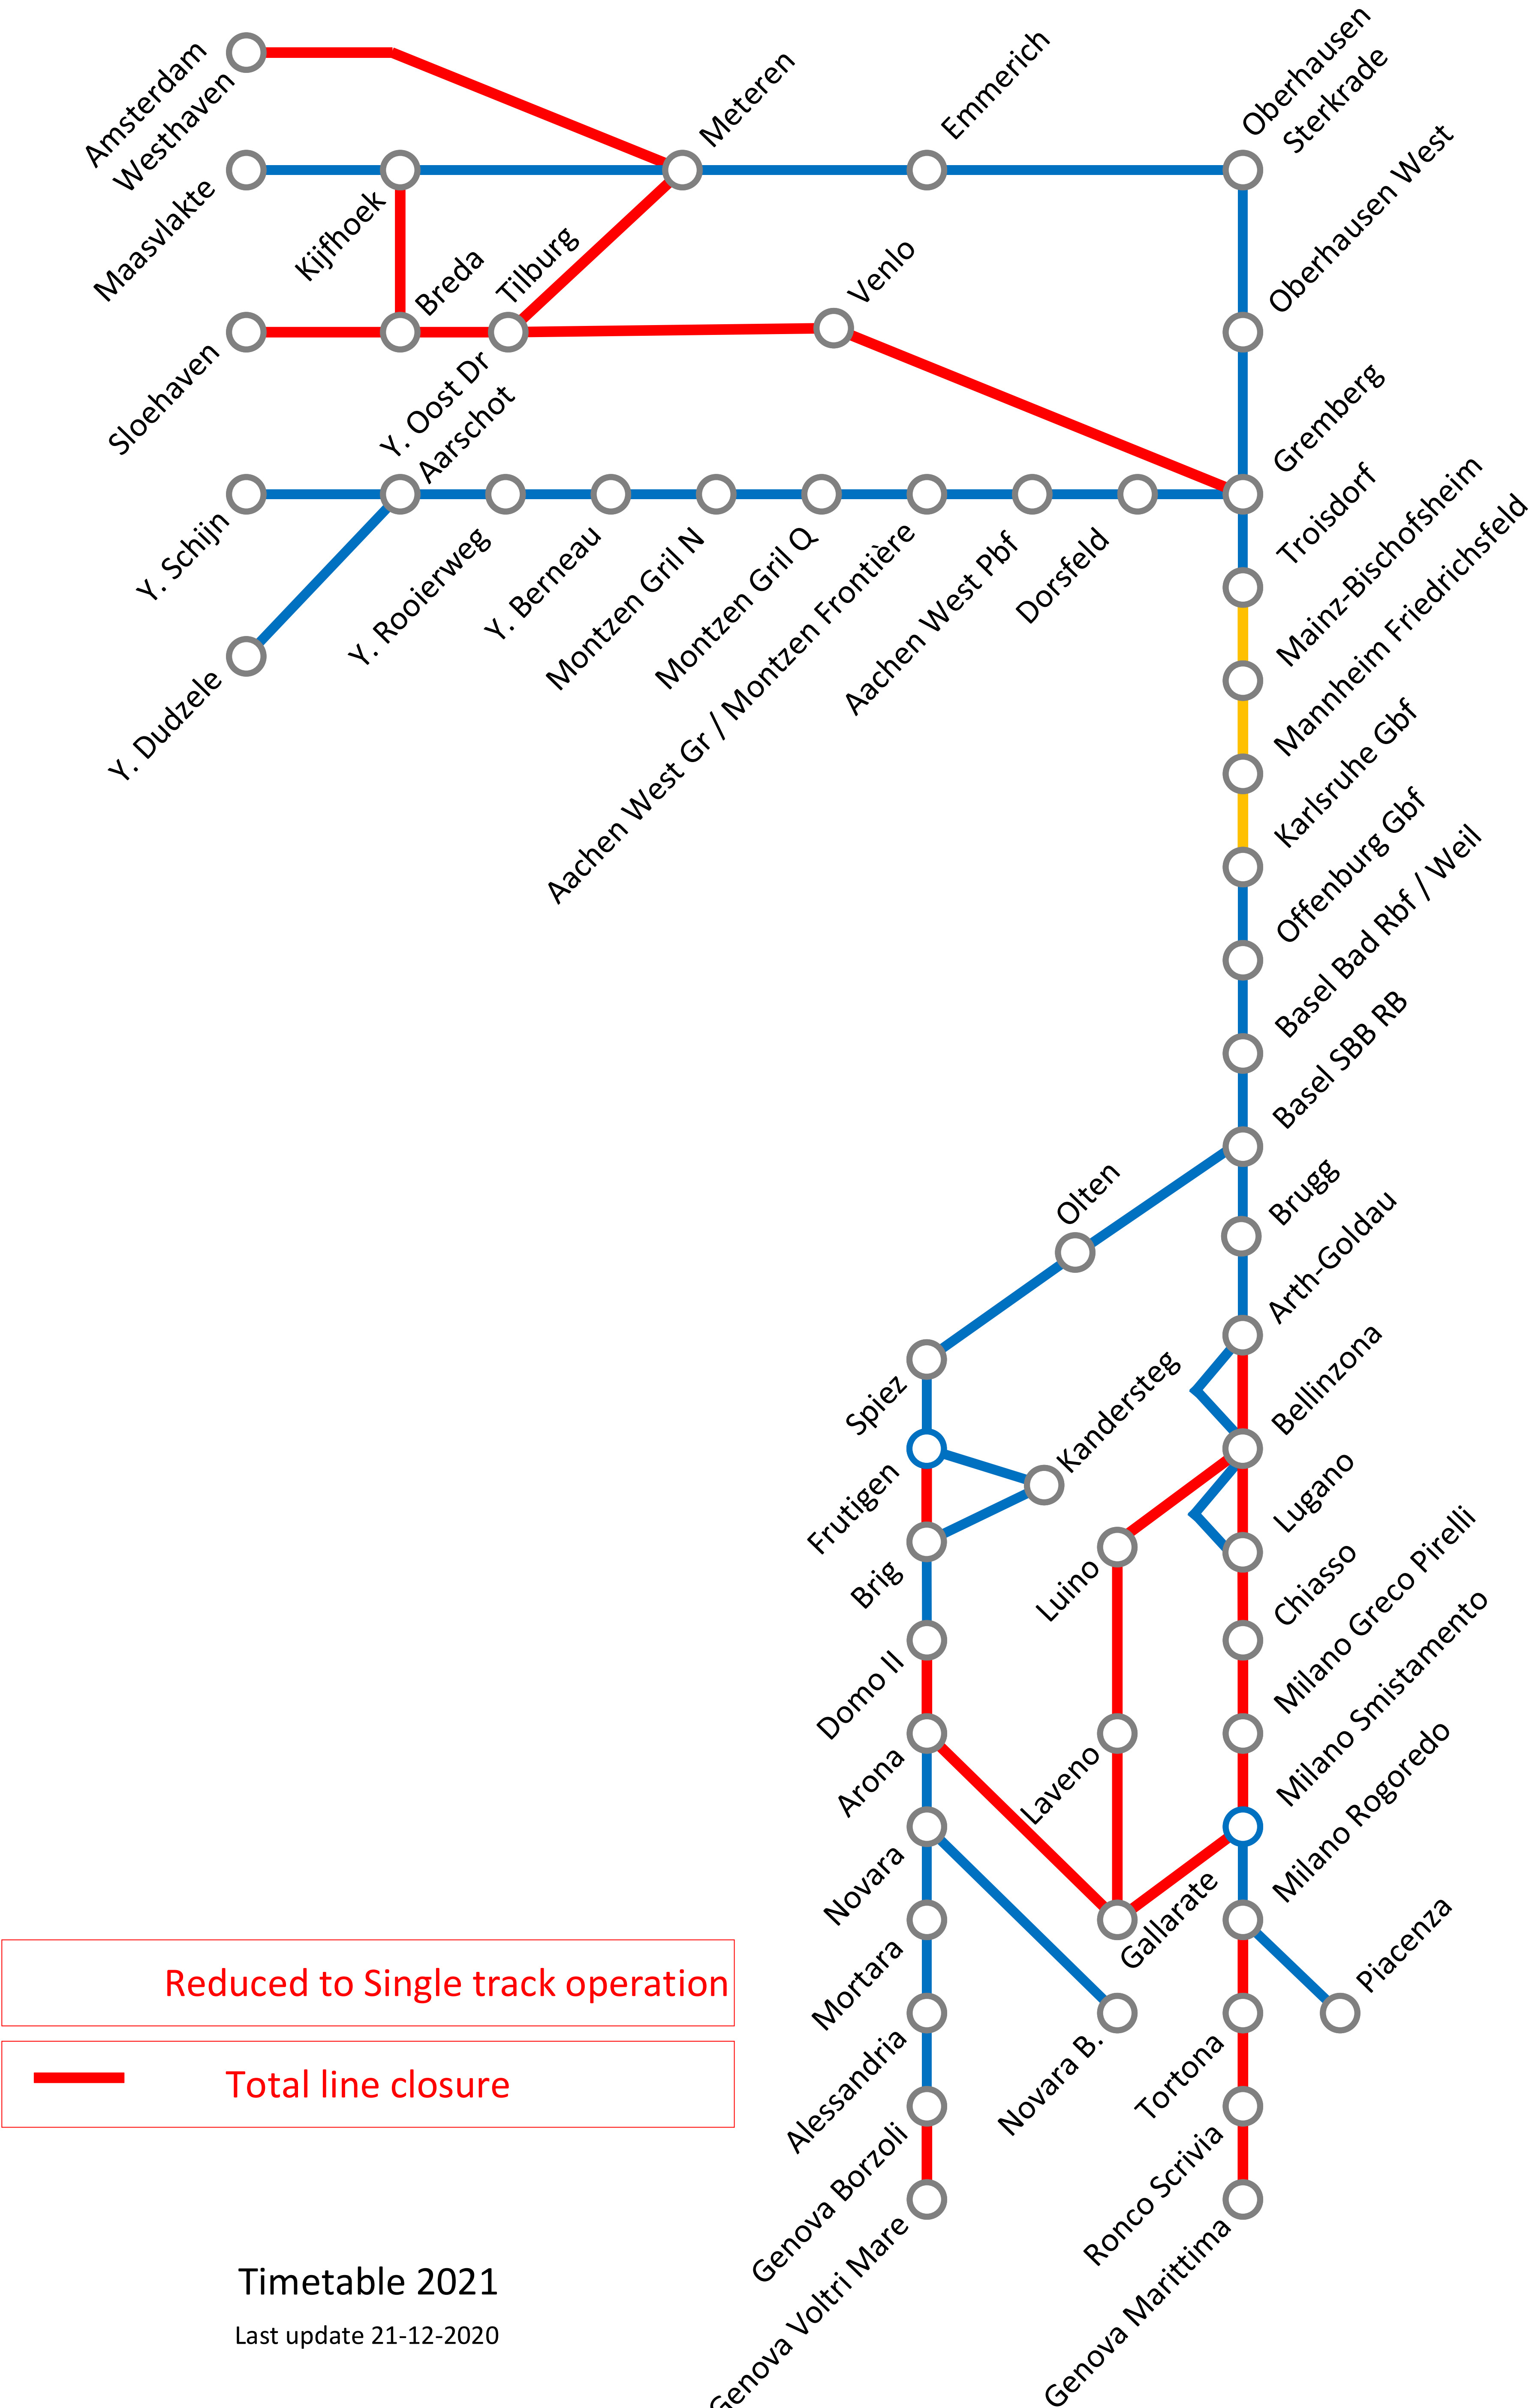 Amsterdam
Westhaven
Meteren
Emmerich
Oberhausen
Sterkrade
Maasvlakte
Kijfhoek
Oberhausen West
Breda
Tilburg
Venlo
Sloehaven
Gremberg
Y. Oost Dr
Aarschot
Y. Schijn
Y. Rooierweg
Y. Berneau
Montzen Gril N
Montzen Gril Q
Aachen West Gr / Montzen Frontière
Aachen West Pbf
Dorsfeld
Troisdorf
Y. Dudzele
Mainz-Bischofsheim
Mannheim Friedrichsfeld
Karlsruhe Gbf
Offenburg Gbf
Basel Bad Rbf / Weil
Basel SBB RB
Olten
Brugg
Arth-Goldau
Spiez
Kandersteg
Bellinzona
Frutigen
Lugano
Brig
Luino
Chiasso
Domo II
Milano Greco Pirelli
Arona
Laveno
Milano Smistamento
Novara
Gallarate
Milano Rogoredo
Mortara
Piacenza
Alessandria
Novara B.
Tortona
Genova Borzoli
Ronco Scrivia
Genova Voltri Mare
Genova Marittima
Reduced to Single track operation
Total line closure
Timetable 2021
Last update 21-12-2020